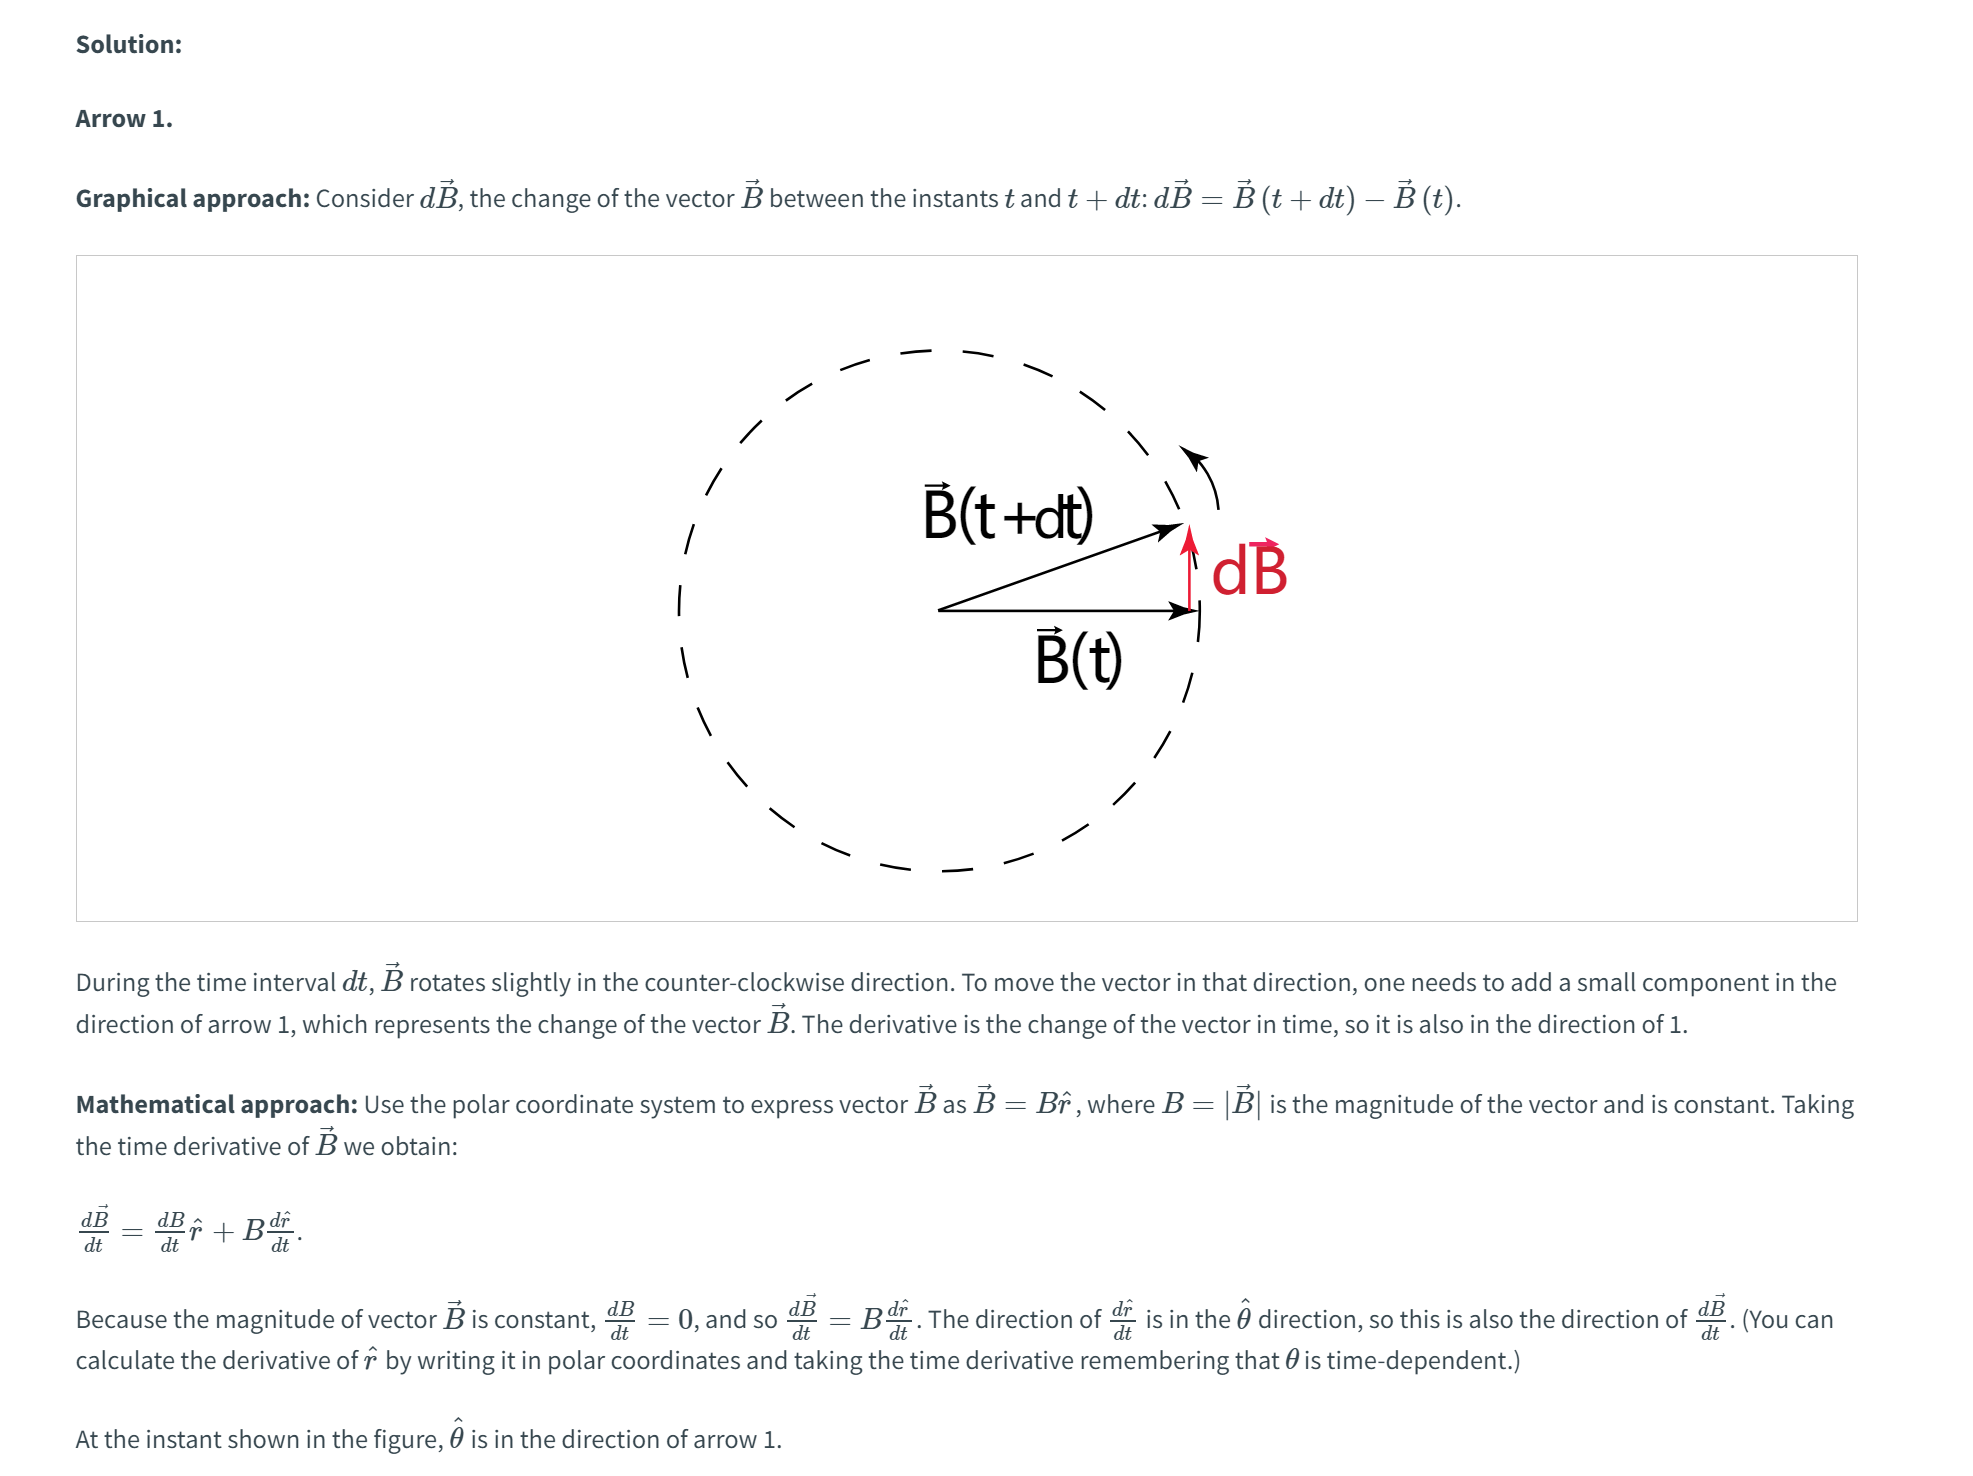 Solution:
Arrow 1.
Graphical approach: Consider $d\vec{B}$, the change of the vector $\vec{B}$ between the instants $t$ and $t + dt$: $d\vec{B} = \vec{B}(t + dt) - \vec{B}(t)$.
$\vec{B}$(t+dt)
d$\vec{B}$
$\vec{B}$(t)
During the time interval $dt$, $\vec{B}$ rotates slightly in the counter-clockwise direction. To move the vector in that direction, one needs to add a small component in the
direction of arrow 1, which represents the change of the vector $\vec{B}$. The derivative is the change of the vector in time, so it is also in the direction of 1.
Mathematical approach: Use the polar coordinate system to express vector $\vec{B}$ as $\vec{B} = B\hat{r}$, where $B = |\vec{B}|$ is the magnitude of the vector and is constant. Taking
the time derivative of $\vec{B}$ we obtain:
$\frac{d\vec{B}}{dt} = \frac{dB}{dt}\hat{r} + B\frac{d\hat{r}}{dt}$.
Because the magnitude of vector $\vec{B}$ is constant, $\frac{dB}{dt} = 0$, and so $\frac{d\vec{B}}{dt} = B\frac{d\hat{r}}{dt}$. The direction of $\frac{d\hat{r}}{dt}$ is in the $\hat{\theta}$ direction, so this is also the direction of $\frac{d\vec{B}}{dt}$. (You can
calculate the derivative of $\hat{r}$ by writing it in polar coordinates and taking the time derivative remembering that $\theta$ is time-dependent.)
At the instant shown in the figure, $\hat{\theta}$ is in the direction of arrow 1.